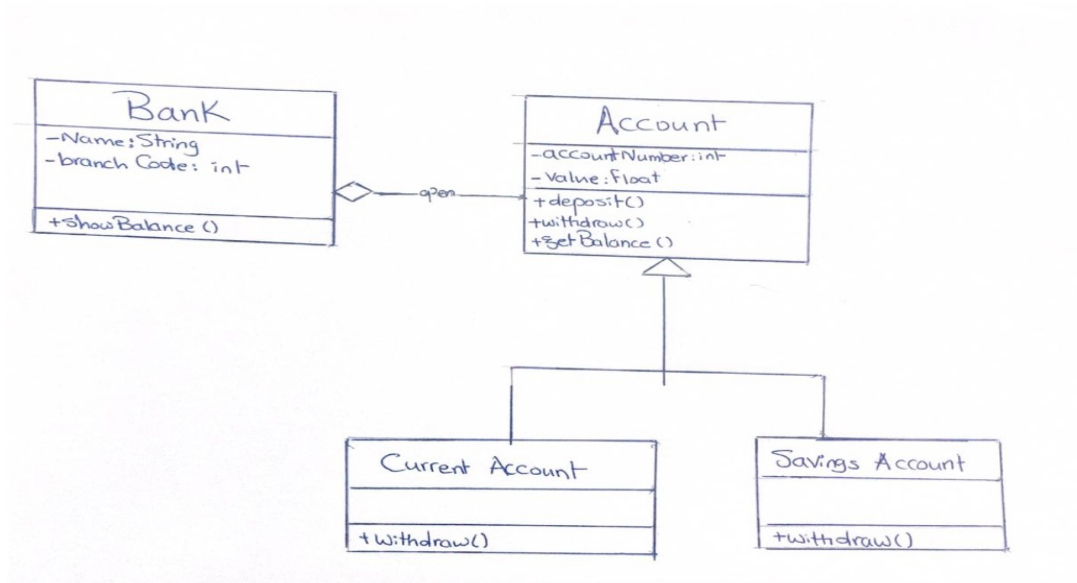 Bank
-Name:String
-branch Code: int
+showBalance()
open
Account
-accountNumber:int
-Value:Float
+deposit()
+withdraw()
+getBalance()
Current Account
+withdraw()
Savings Account
+withdraw()